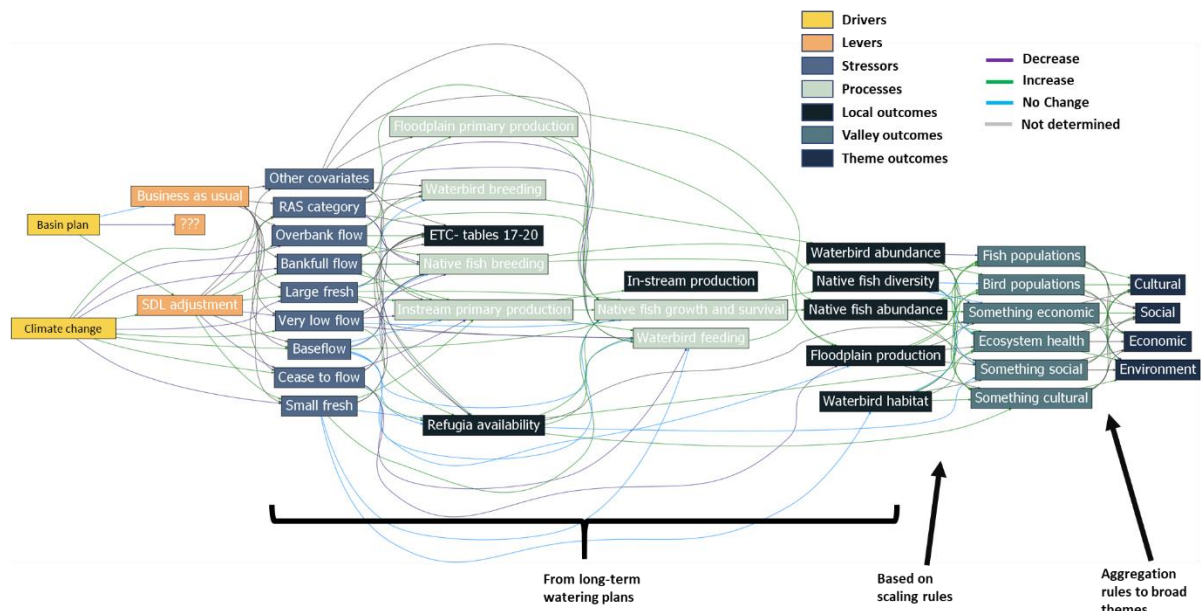 Drivers
Levers
Stressors
Processes
Local outcomes
Valley outcomes
Theme outcomes
Decrease
Increase
No Change
Not determined
Basin plan
Climate change
Business as usual
???
SDL adjustment
Other covariates
RAS category
Overbank flow
Bankfull flow
Large fresh
Very low flow
Baseflow
Cease to flow
Small fresh
Floodplain primary production
Waterbird breeding
ETC- tables 17-20
Native fish breeding
Instream primary production
Refugia availability
In-stream production
Native fish growth and survival
Waterbird feeding
Waterbird abundance
Native fish diversity
Native fish abundance
Floodplain production
Waterbird habitat
Fish populations
Bird populations
Something economic
Ecosystem health
Something social
Something cultural
Cultural
Social
Economic
Environment
From long-term
watering plans
Based on
scaling rules
Aggregation
rules to broad
themes